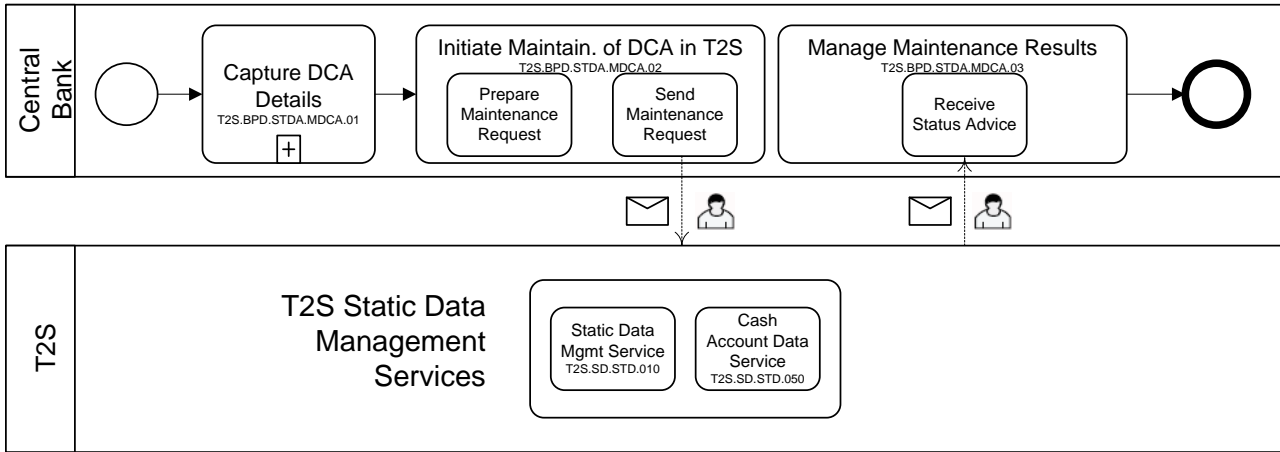 Central
Bank
Capture DCA
Details
T2S.BPD.STDA.MDCA.01
+
Initiate Maintain. of DCA in T2S
T2S.BPD.STDA.MDCA.02
Prepare
Maintenance
Request
Send
Maintenance
Request
Manage Maintenance Results
T2S.BPD.STDA.MDCA.03
Receive
Status Advice
T2S
T2S Static Data
Management
Services
Static Data
Mgmt Service
T2S.SD.STD.010
Cash
Account Data
Service
T2S.SD.STD.050